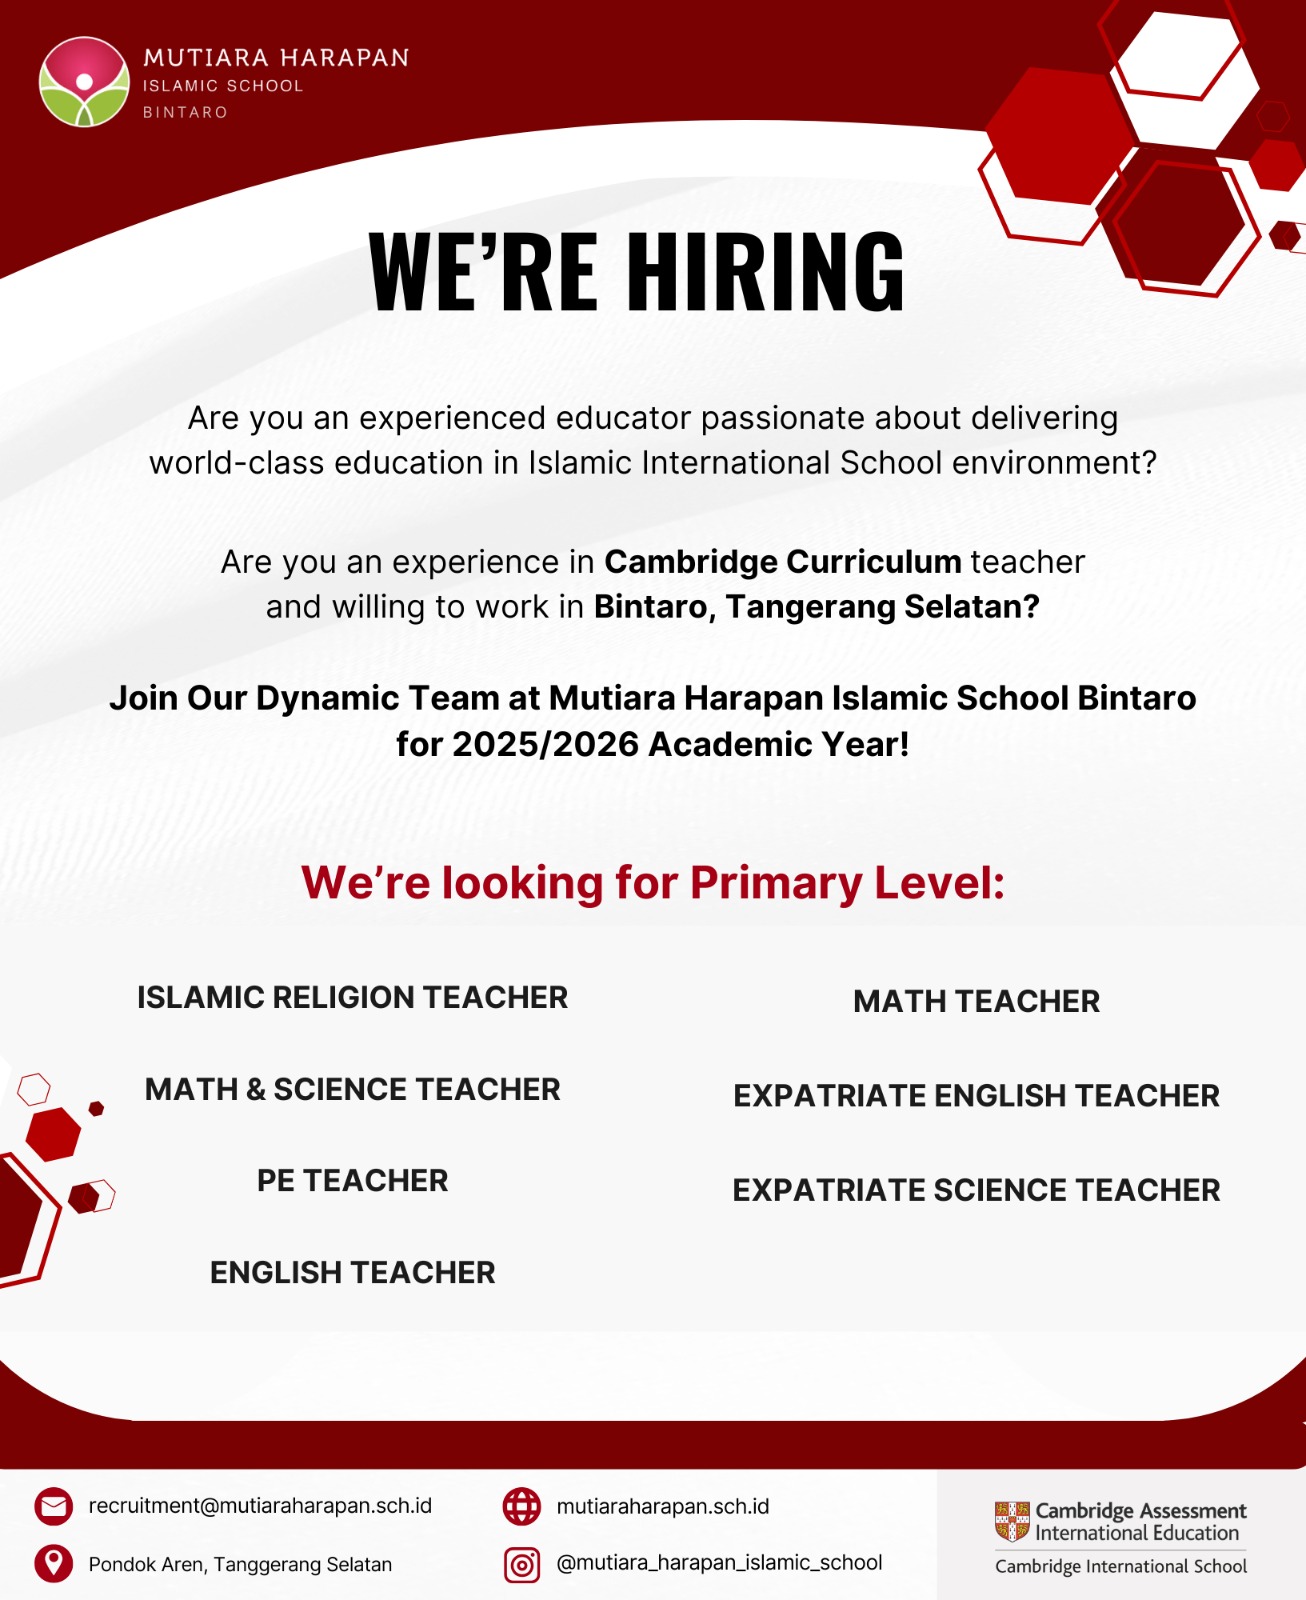 MUTIARA HARAPAN
ISLAMIC SCHOOL
BINTARO
WE’RE HIRING
Are you an experienced educator passionate about delivering
world-class education in Islamic International School environment?
Are you an experience in Cambridge Curriculum teacher
and willing to work in Bintaro, Tangerang Selatan?
Join Our Dynamic Team at Mutiara Harapan Islamic School Bintaro
for 2025/2026 Academic Year!
We’re looking for Primary Level:
ISLAMIC RELIGION TEACHER
MATH & SCIENCE TEACHER
PE TEACHER
ENGLISH TEACHER
MATH TEACHER
EXPATRIATE ENGLISH TEACHER
EXPATRIATE SCIENCE TEACHER
recruitment@mutiaraharapan.sch.id
Pondok Aren, Tanggerang Selatan
mutiaraharapan.sch.id
@mutiara_harapan_islamic_school
Cambridge Assessment
International Education
Cambridge International School